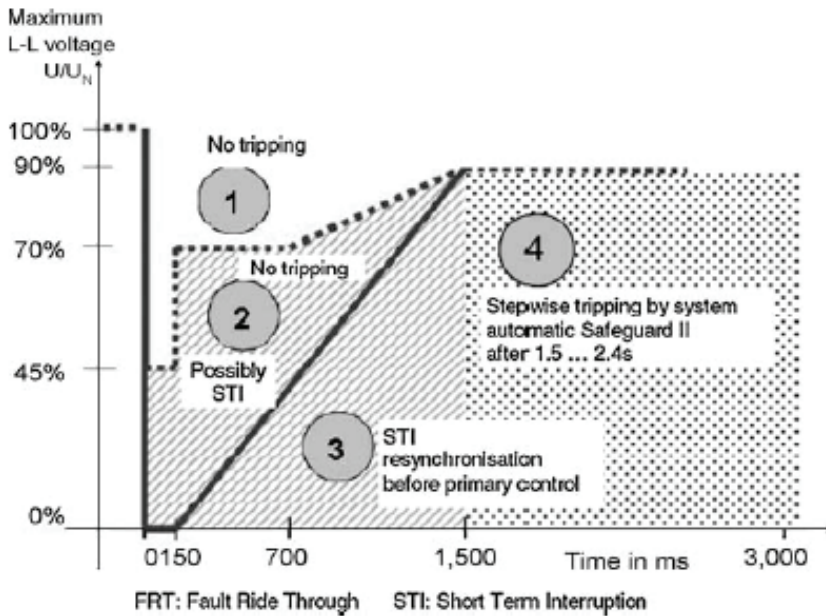 Maximum
L-L voltage
U/U_N
100%
No tripping
90%
1
70%
No tripping
4
2
Stepwise tripping by system
automatic Safeguard II
after 1.5 ... 2.4s
45%
Possibly
STI
3
STI
resynchronisation
before primary control
0%
0150
700
1,500
Time in ms
3,000
FRT: Fault Ride Through STI: Short Term Interruption